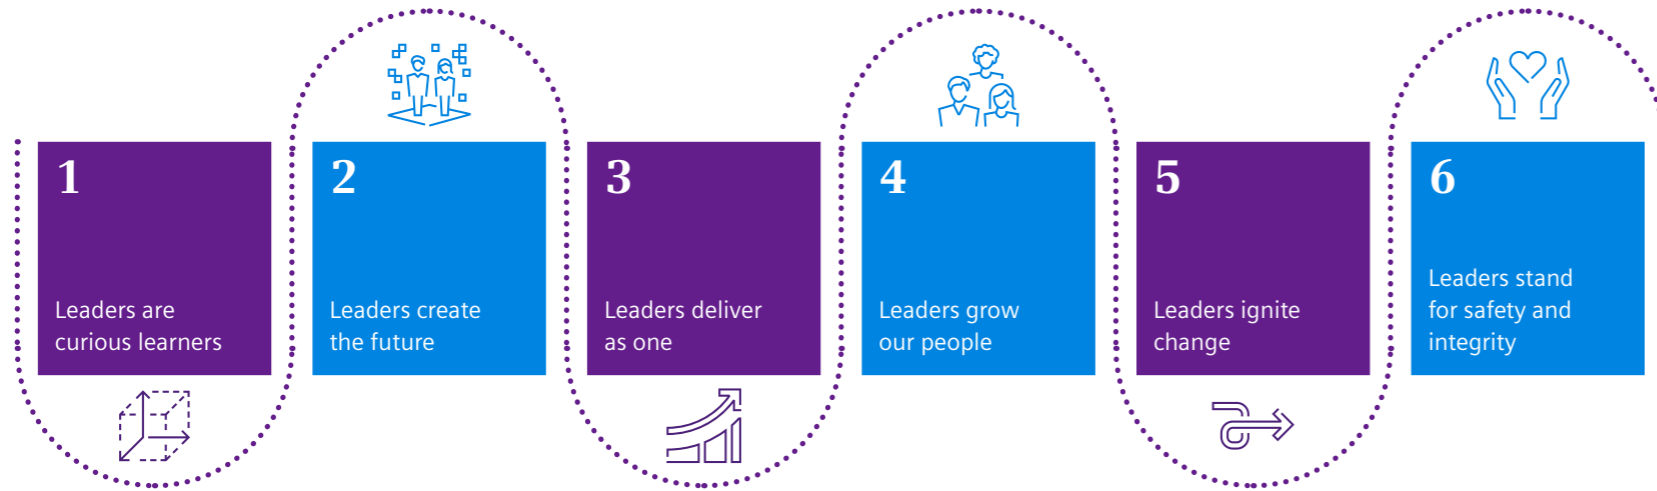 1
Leaders are
curious learners
2
Leaders create
the future
3
Leaders deliver
as one
4
Leaders grow
our people
5
Leaders ignite
change
6
Leaders stand
for safety and
integrity